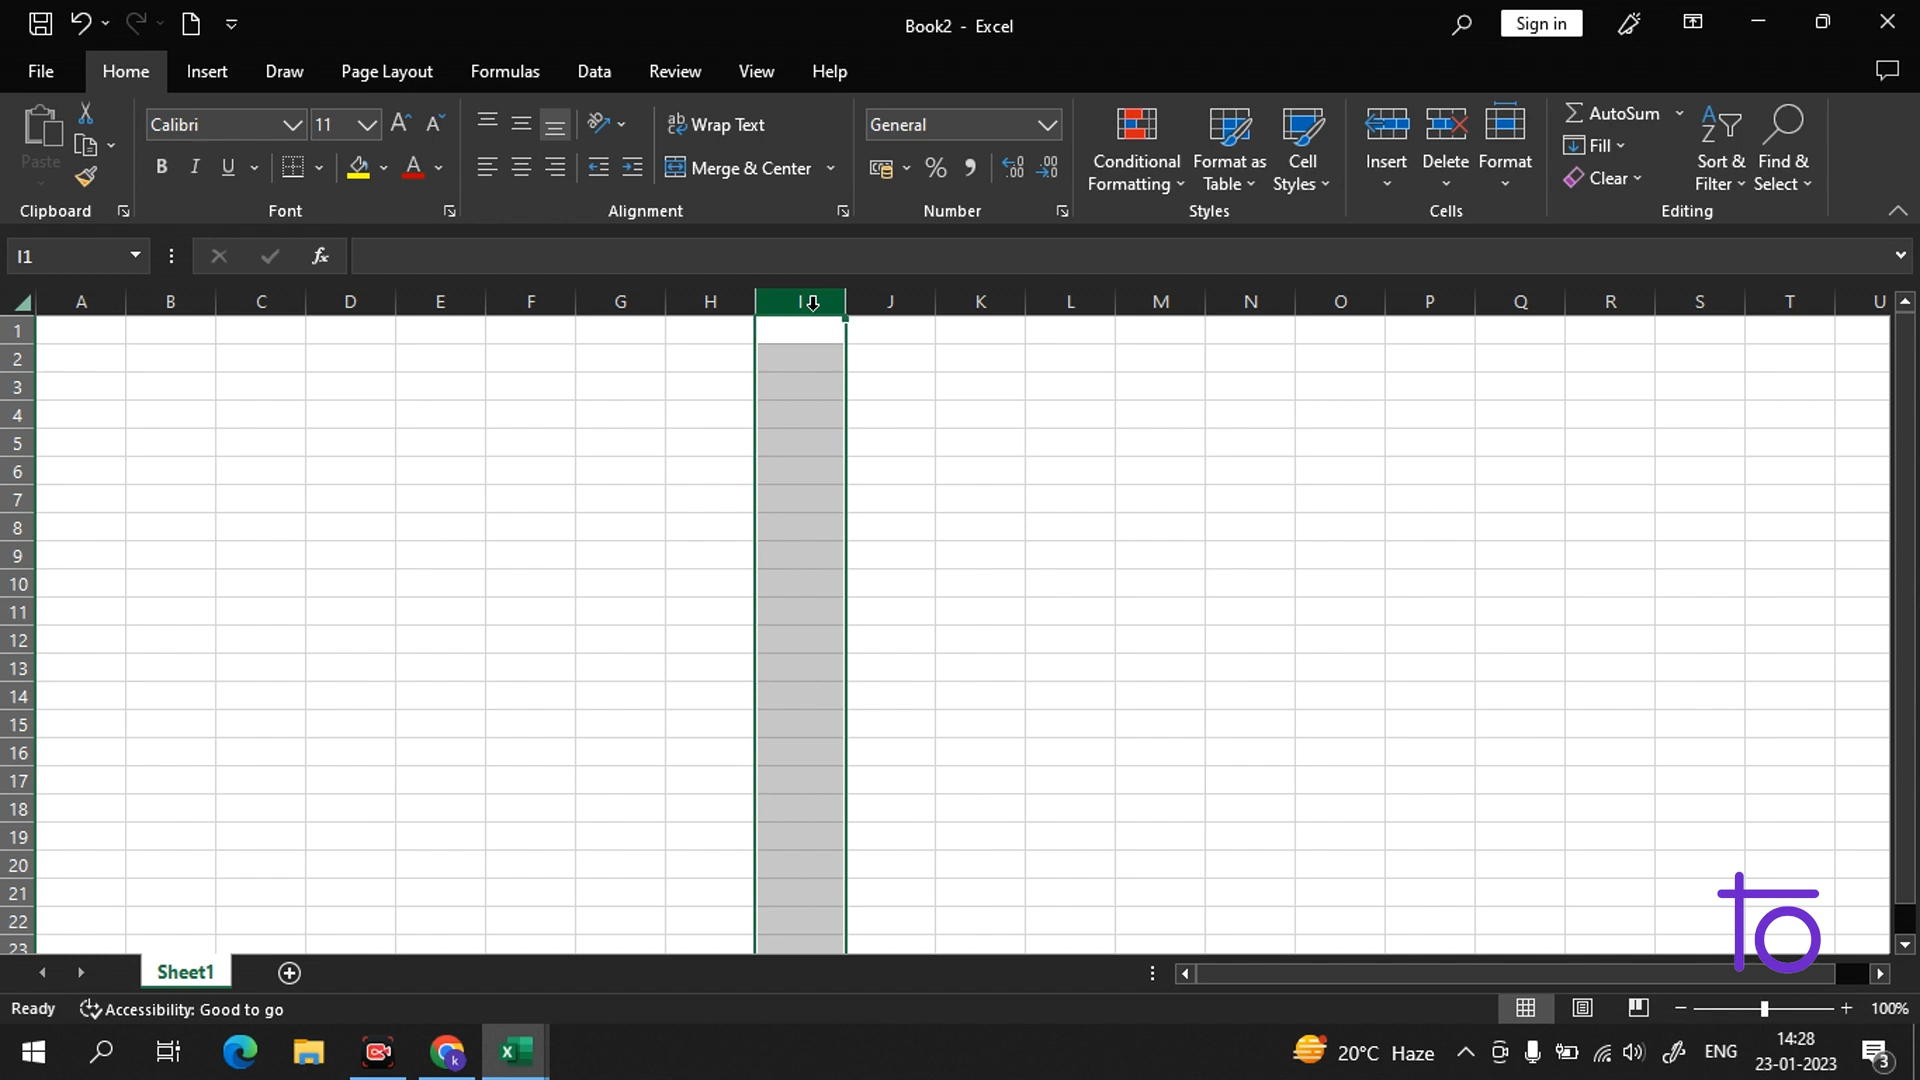 Book2 - Excel
Sign in
File Home Insert Draw Page Layout Formulas Data Review View Help
Paste
Calibri 11
B I U
Wrap Text
Merge & Center
General
%
Conditional Formatting
Format as Table
Cell Styles
Insert
Delete
Format
AutoSum
Fill
Clear
Sort & Filter
Find & Select
Clipboard Font Alignment Number Styles Cells Editing
I1 fx
A B C D E F G H I J K L M N O P Q R S T U
1
2
3
4
5
6
7
8
9
10
11
12
13
14
15
16
17
18
19
20
21
22
23
to
Sheet1
Ready Accessibility: Good to go 100%
20°C Haze ENG 14:28
23-01-2023 3